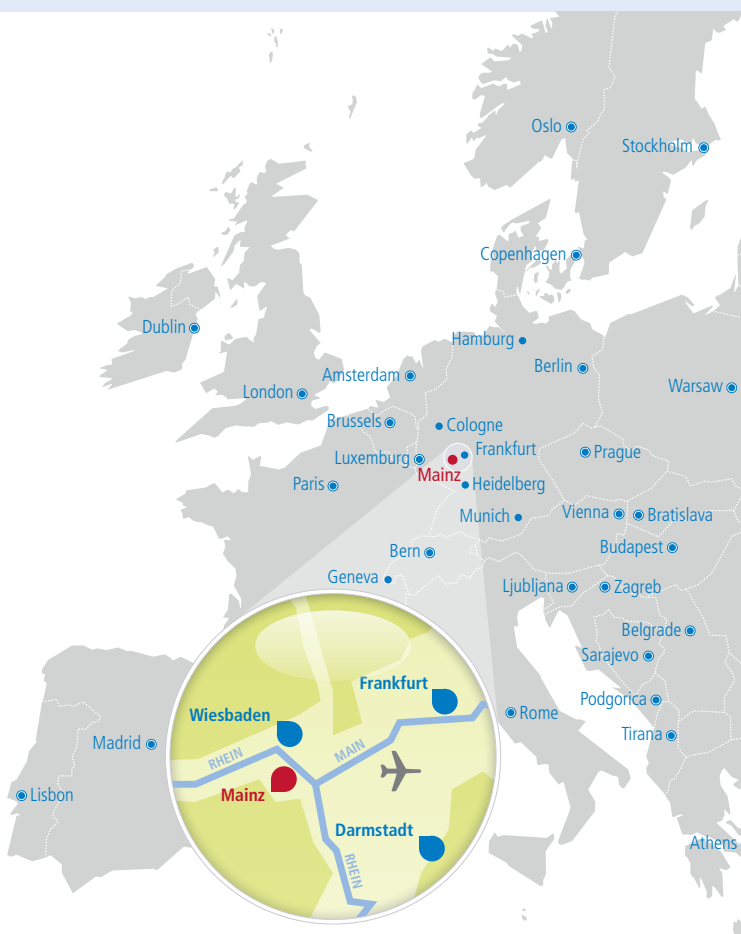 Oslo
Stockholm
Copenhagen
Dublin
Hamburg
Berlin
Amsterdam
Warsaw
London
Brussels
Cologne
Frankfurt
Prague
Luxemburg
Mainz
Paris
Heidelberg
Munich
Vienna
Bratislava
Bern
Budapest
Geneva
Ljubljana
Zagreb
Belgrade
Sarajevo
Frankfurt
Podgorica
Wiesbaden
Rome
Madrid
Tirana
RHEIN
MAIN
Mainz
Lisbon
Darmstadt
Athens
RHEIN